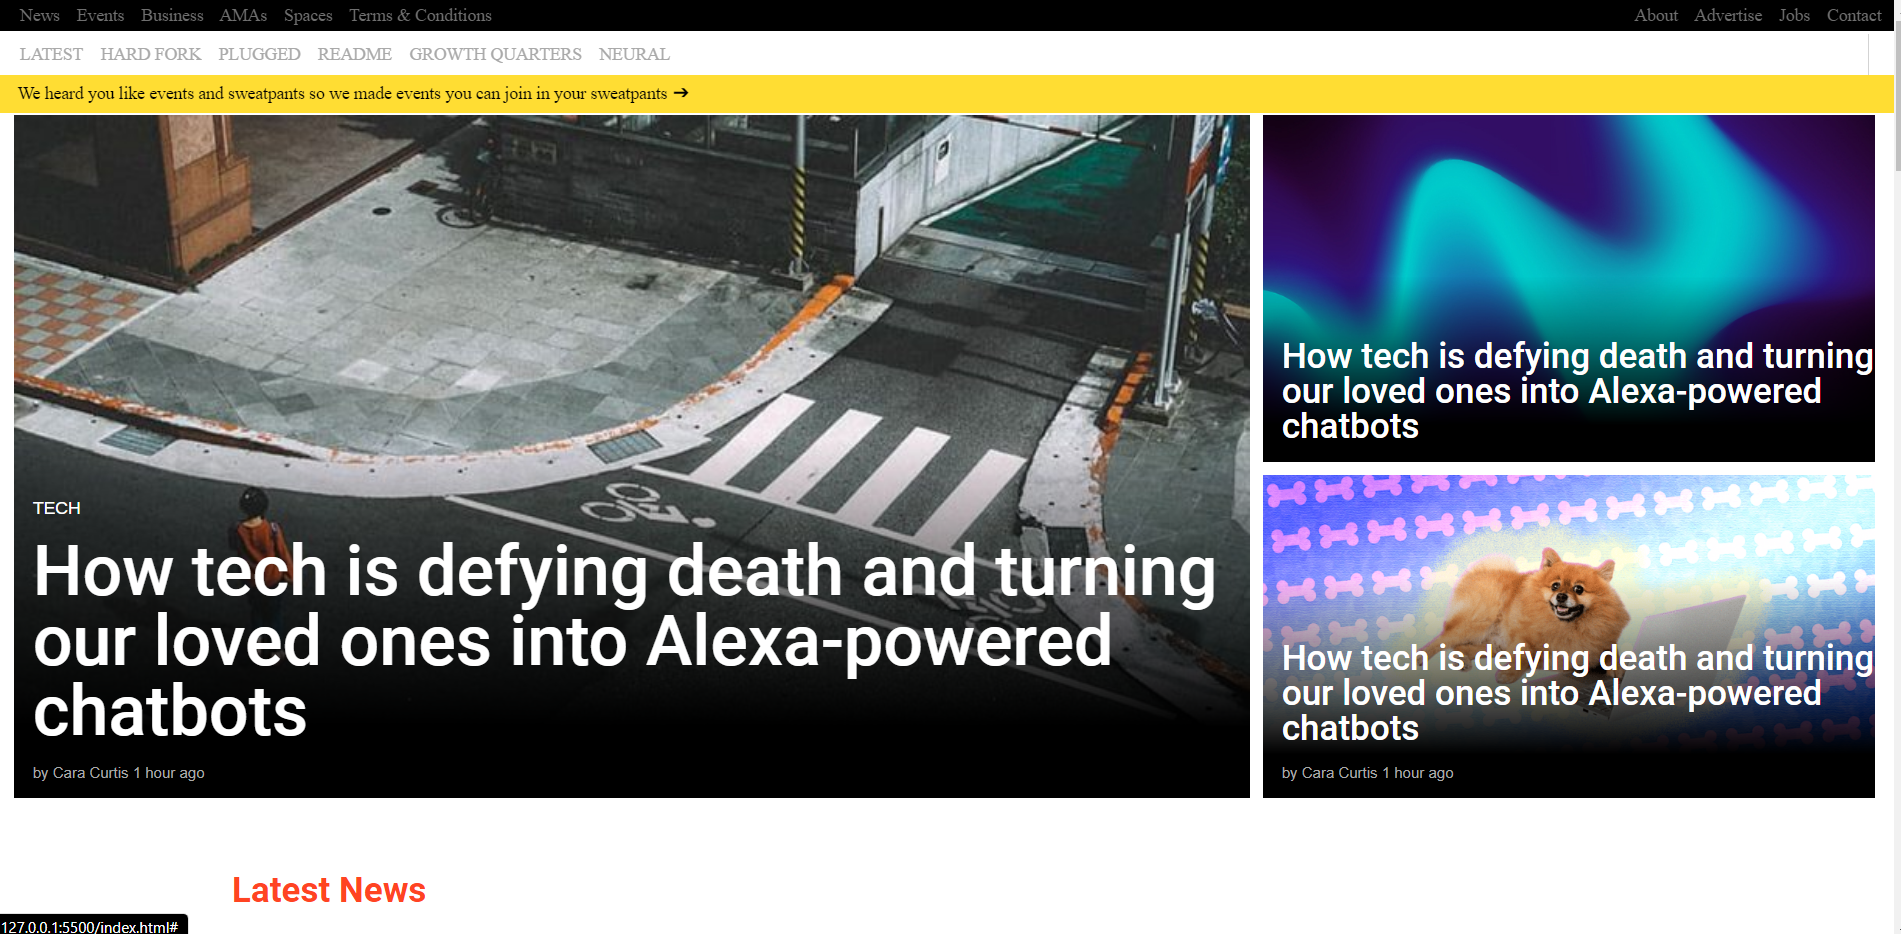 News Events Business AMAs Spaces Terms & Conditions About Advertise Jobs Contact
LATEST HARD FORK PLUGGED README GROWTH QUARTERS NEURAL
We heard you like events and sweatpants so we made events you can join in your sweatpants ➔
TECH
How tech is defying death and turning
our loved ones into Alexa-powered
chatbots
by Cara Curtis 1 hour ago
How tech is defying death and turning
our loved ones into Alexa-powered
chatbots
How tech is defying death and turning
our loved ones into Alexa-powered
chatbots
by Cara Curtis 1 hour ago
Latest News
127.0.0.1:5500/index.html#